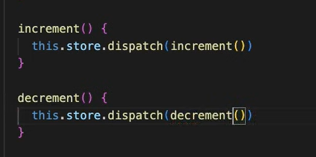 increment() {
this.store.dispatch(increment())
}
decrement() {
this.store.dispatch(decrement())
}